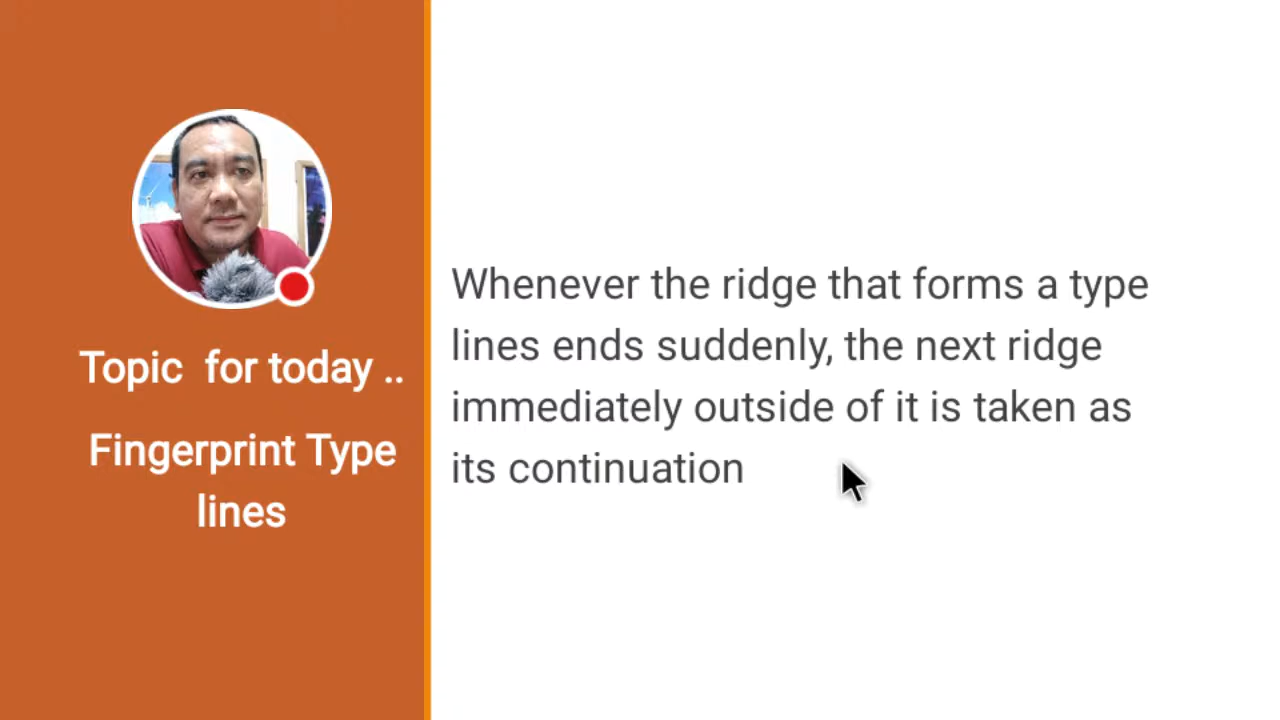 Topic  for today ..
Fingerprint Type
lines
Whenever the ridge that forms a type
lines ends suddenly, the next ridge
immediately outside of it is taken as
its continuation